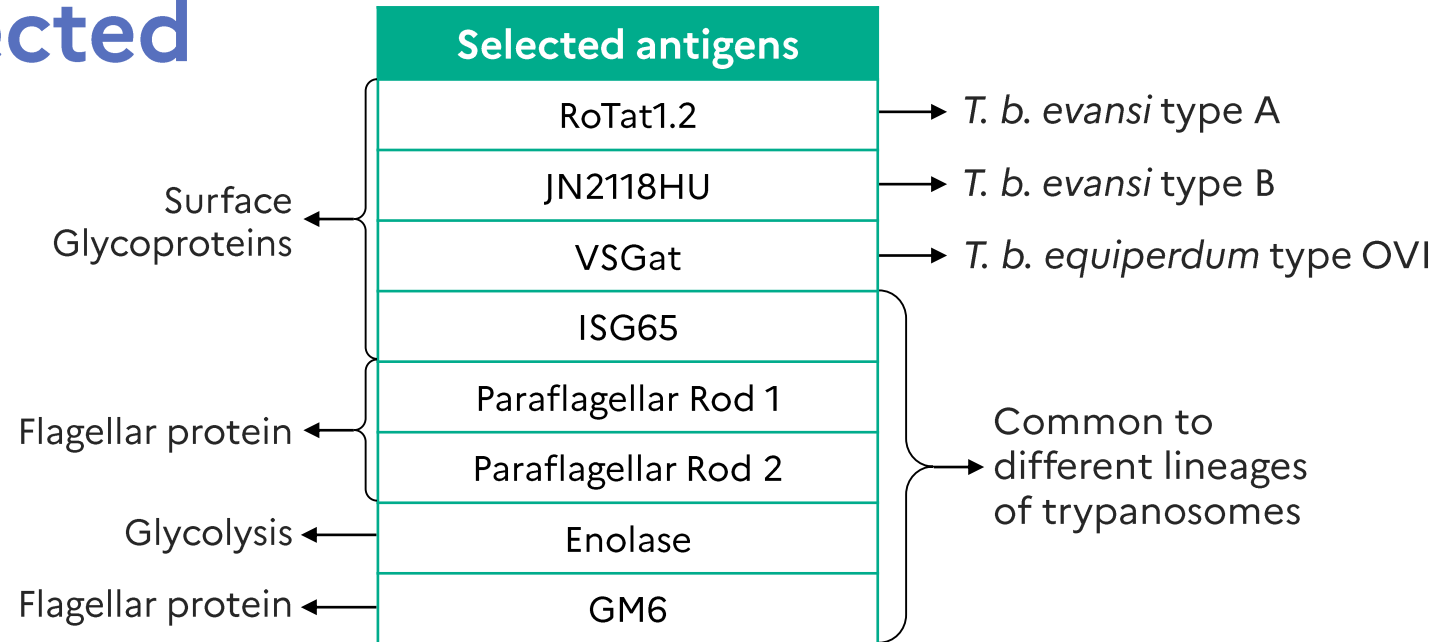 ected
Selected antigens
RoTat1.2
JN2118HU
VSGat
ISG65
Paraflagellar Rod 1
Paraflagellar Rod 2
Enolase
GM6
Surface
Glycoproteins
Flagellar protein
Glycolysis
Flagellar protein
T. b. evansi type A
T. b. evansi type B
T. b. equiperdum type OVI
Common to
different lineages
of trypanosomes